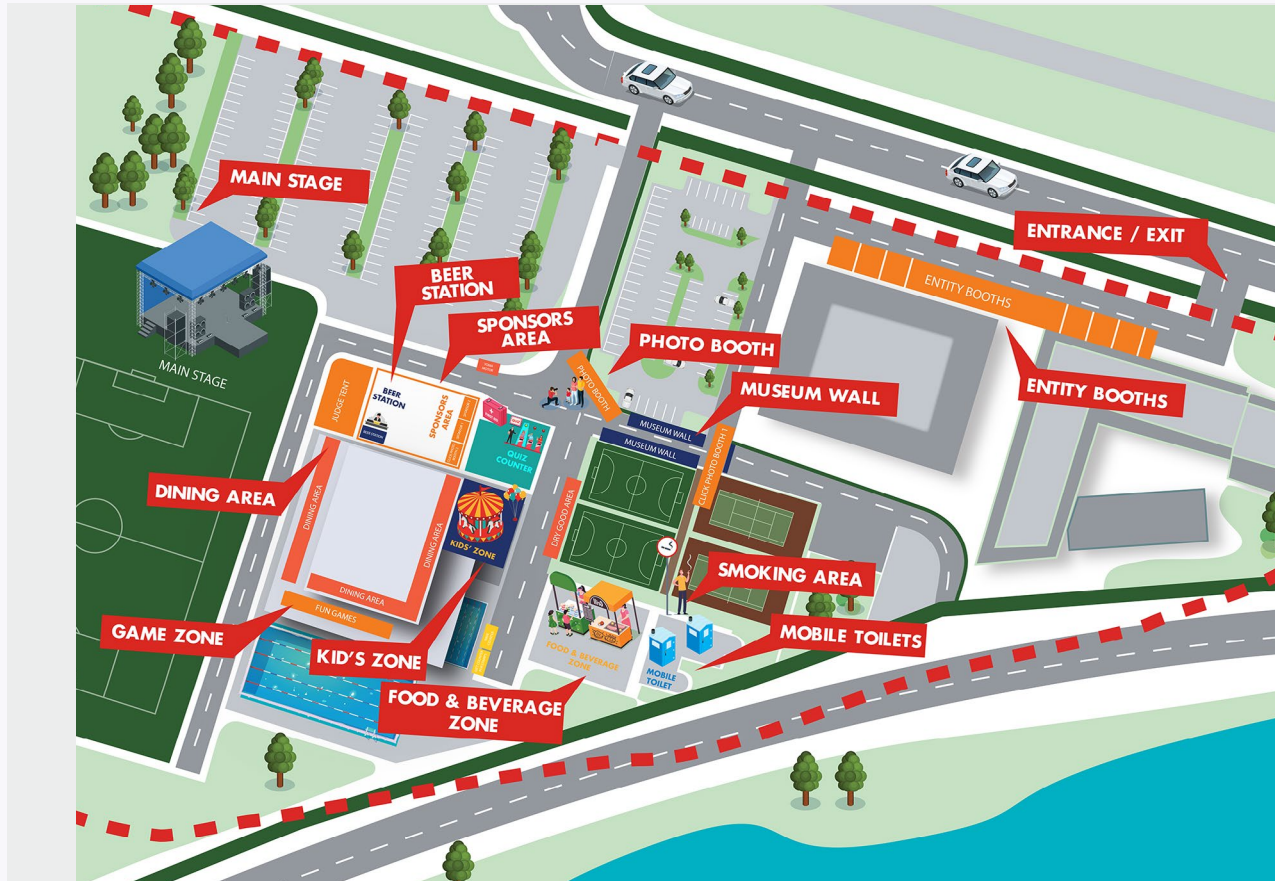 MAIN STAGE
ENTRANCE / EXIT
BEER
STATION
SPONSORS
AREA
ENTITY BOOTHS
PHOTO BOOTH
MAIN STAGE
MUSEUM WALL
ENTITY BOOTHS
JUDGE TENT
BEER
STATION
BEER STATION
SPONSORS
AREA
PHOTO BOOTH
MUSEUM WALL
MUSEUM WALL
CLICK PHOTO BOOTH 1
QUIZ
COUNTER
DINING AREA
DINING AREA
DINING AREA
DINING AREA
KIDS' ZONE
DRY GOOD AREA
SMOKING AREA
FUN GAMES
GAME ZONE
KID'S ZONE
MOBILE TOILETS
FOOD & BEVERAGE
ZONE
MOBILE
TOILET
FOOD & BEVERAGE
ZONE